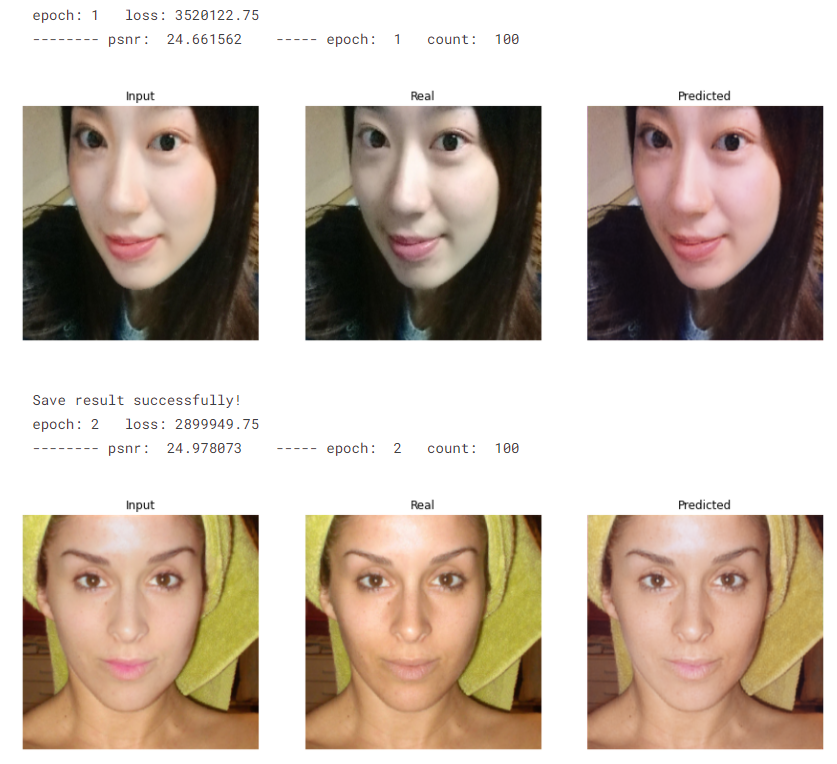 epoch: 1   loss: 3520122.75
-------- psnr:  24.661562    ----- epoch:  1   count:  100
Input Real Predicted
Save result successfully!
epoch: 2   loss: 2899949.75
-------- psnr:  24.978073    ----- epoch:  2   count:  100
Input Real Predicted